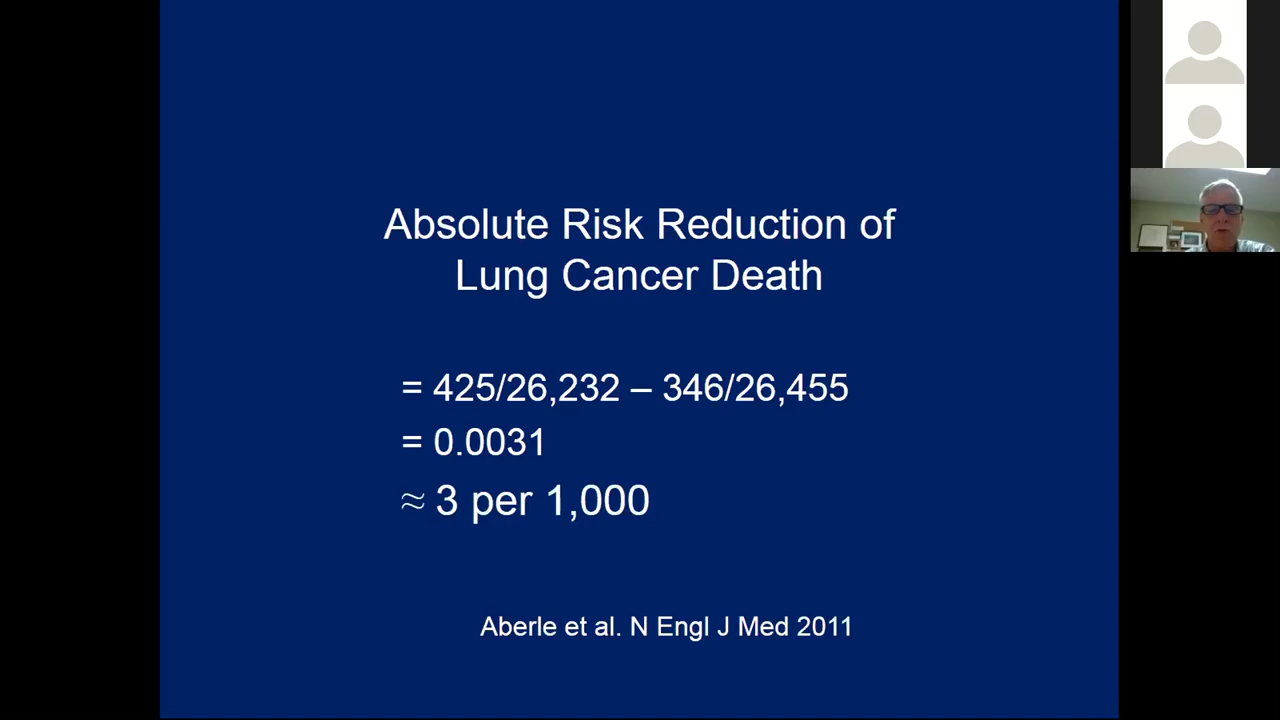 Absolute Risk Reduction of
Lung Cancer Death
= 425/26,232 – 346/26,455
= 0.0031
≈ 3 per 1,000
Aberle et al. N Engl J Med 2011